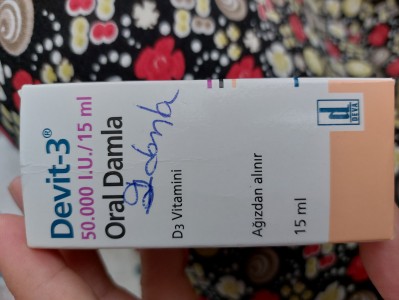 Devit-3®
50.000 I.U./15 ml
Oral Damla
D3 Vitamini
Ağızdan alınır
15 ml
DEVA